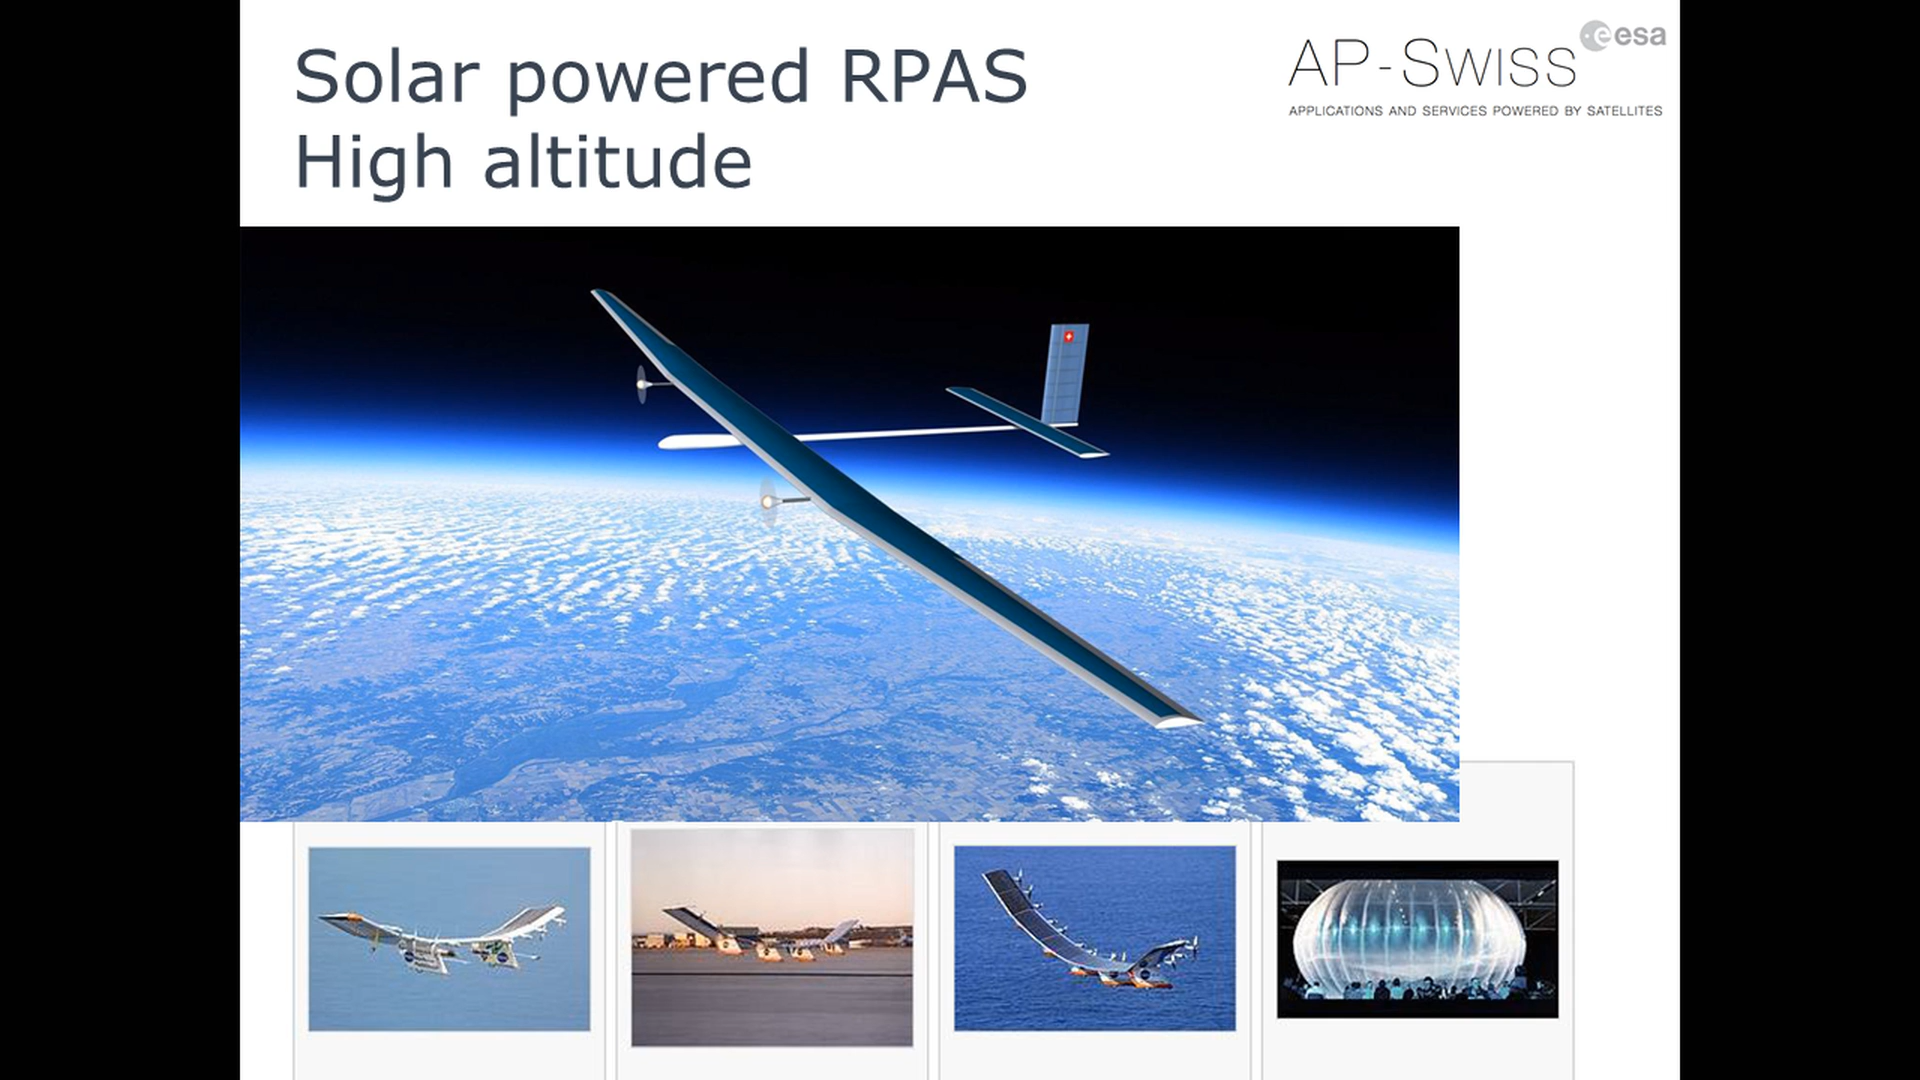 Solar powered RPAS
High altitude
esa
AP-SWISS
APPLICATIONS AND SERVICES POWERED BY SATELLITES